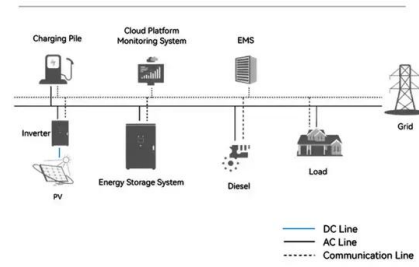 Charging Pile
Cloud Platform
Monitoring System
EMS
Grid
Inverter
PV
Energy Storage System
Diesel
Load
DC Line
AC Line
Communication Line